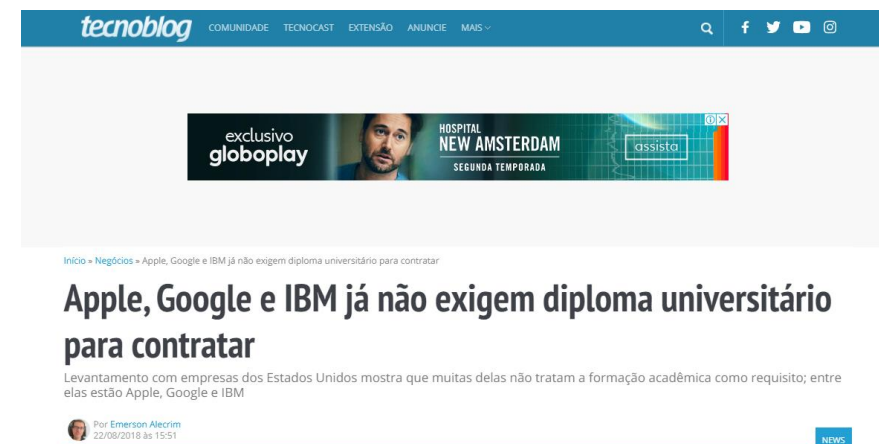 tecnoblog COMUNIDADE TECNOCAST EXTENSÃO ANUNCIE MAIS
exclusivo
globoplay
HOSPITAL
NEW AMSTERDAM
SEGUNDA TEMPORADA
assista
Início » Negócios » Apple, Google e IBM já não exigem diploma universitário para contratar
Apple, Google e IBM já não exigem diploma universitário
para contratar
Levantamento com empresas dos Estados Unidos mostra que muitas delas não tratam a formação acadêmica como requisito; entre
elas estão Apple, Google e IBM
Por Emerson Alecrim
22/08/2018 às 15:51
NEWS